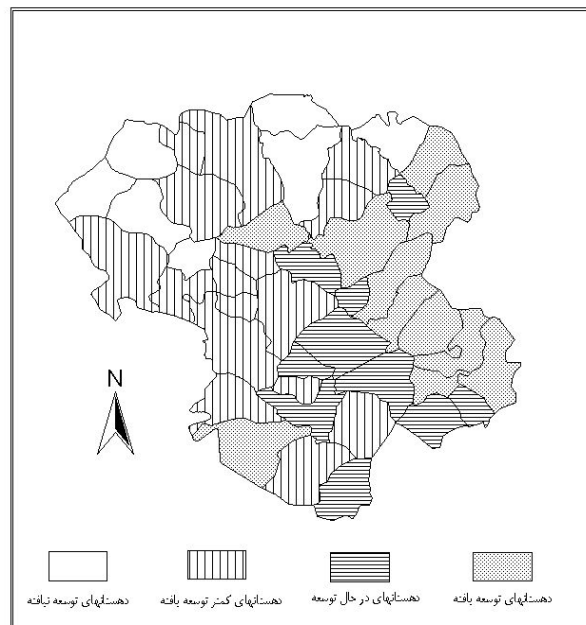 N
دهستانهای توسعه یافته
دهستانهای در حال توسعه
دهستانهای کمتر توسعه یافته
دهستانهای توسعه نیافته